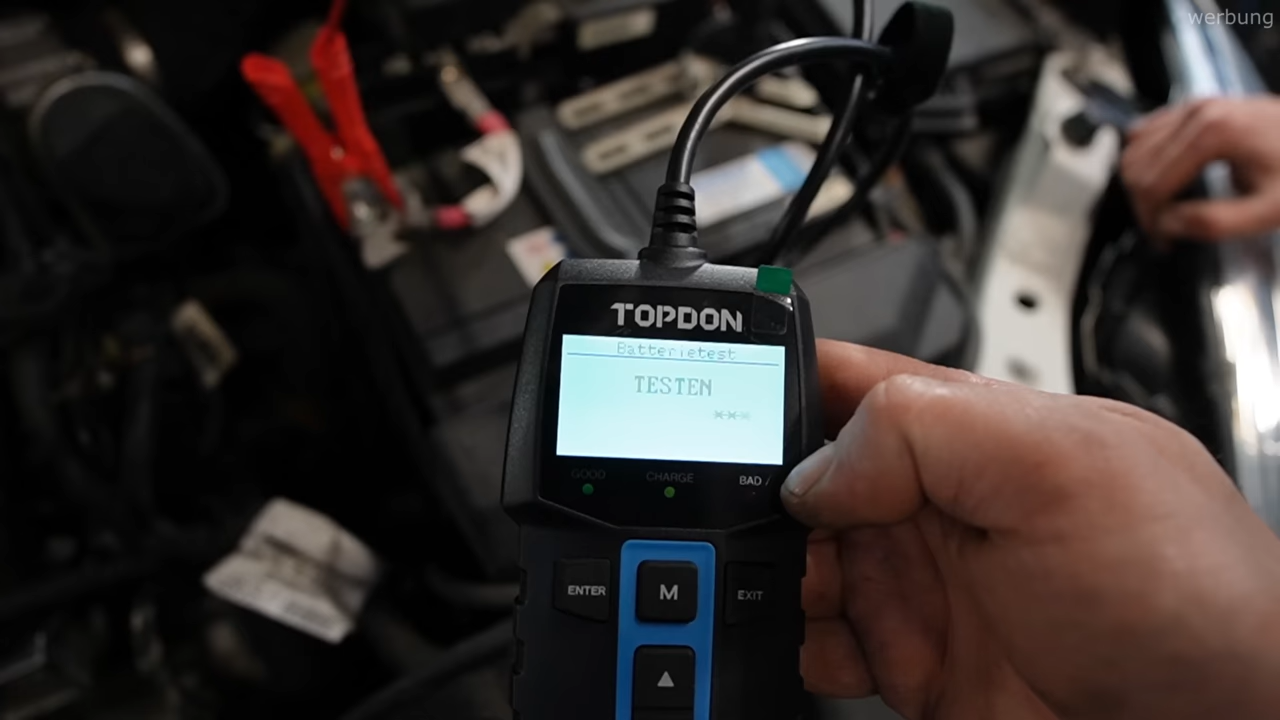 werbung
TOPDON
Batterietest
TESTEN
***
GOOD CHARGE BAD /
ENTER M EXIT
▲